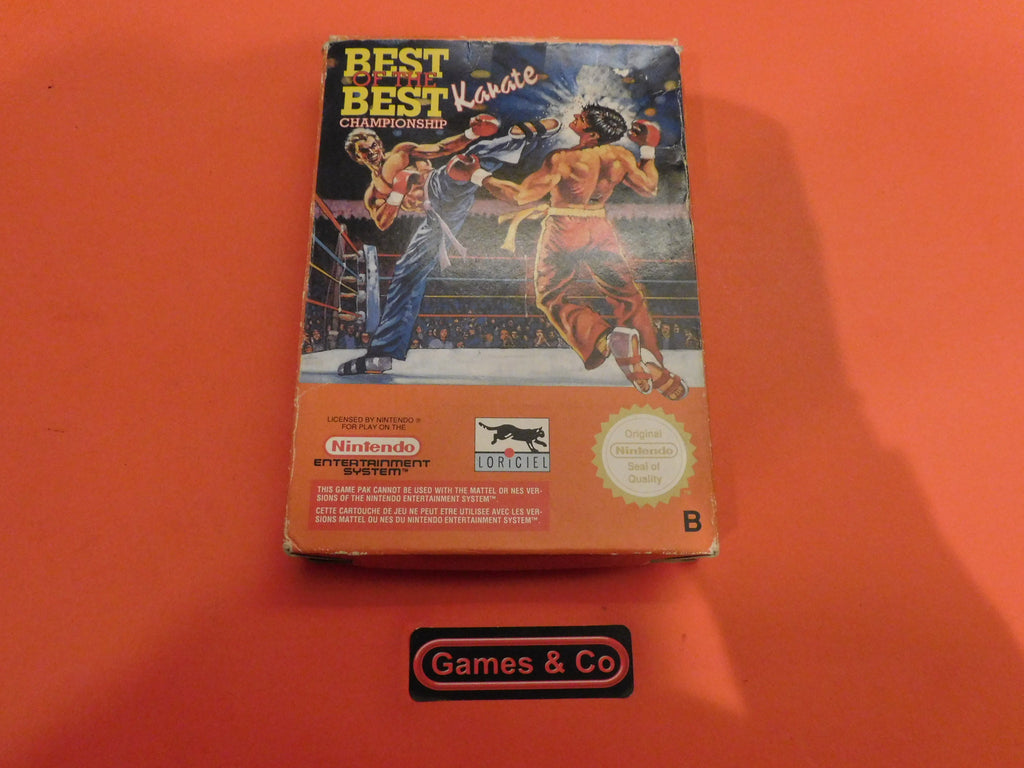 BEST
OF THE
BEST
CHAMPIONSHIP
Karate
LICENSED BY NINTENDO ®
FOR PLAY ON THE
Nintendo
ENTERTAINMENT
SYSTEM™
LORICIEL
Original
Nintendo
Seal of
Quality
THIS GAME PAK CANNOT BE USED WITH THE MATTEL OR NES VER-
SIONS OF THE NINTENDO ENTERTAINMENT SYSTEM™.
CETTE CARTOUCHE DE JEU NE PEUT ETRE UTILISEE AVEC LES VER-
SIONS MATTEL OU NES DU NINTENDO ENTERTAINMENT SYSTEM™.
B
Games & Co